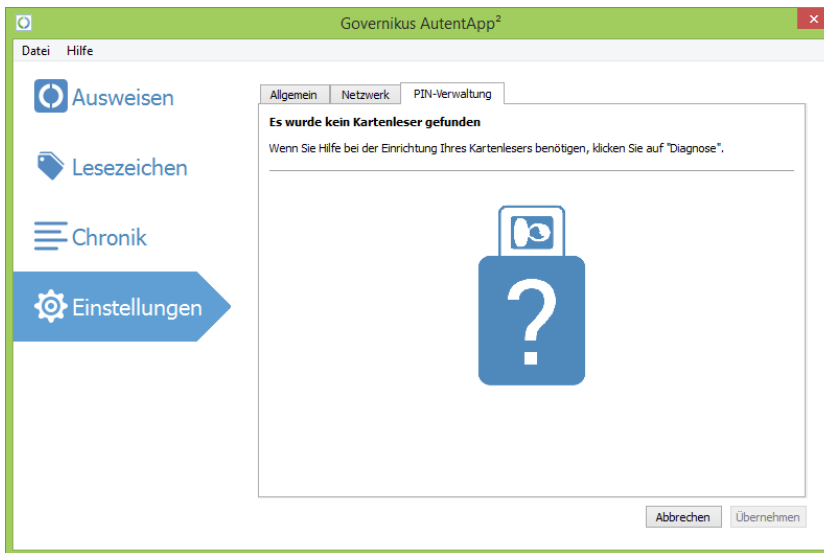 Governikus AutentApp²
Datei Hilfe
Ausweisen
Lesezeichen
Chronik
Einstellungen
Allgemein Netzwerk PIN-Verwaltung
Es wurde kein Kartenleser gefunden
Wenn Sie Hilfe bei der Einrichtung Ihres Kartenlesers benötigen, klicken Sie auf "Diagnose".
?
Abbrechen Übernehmen